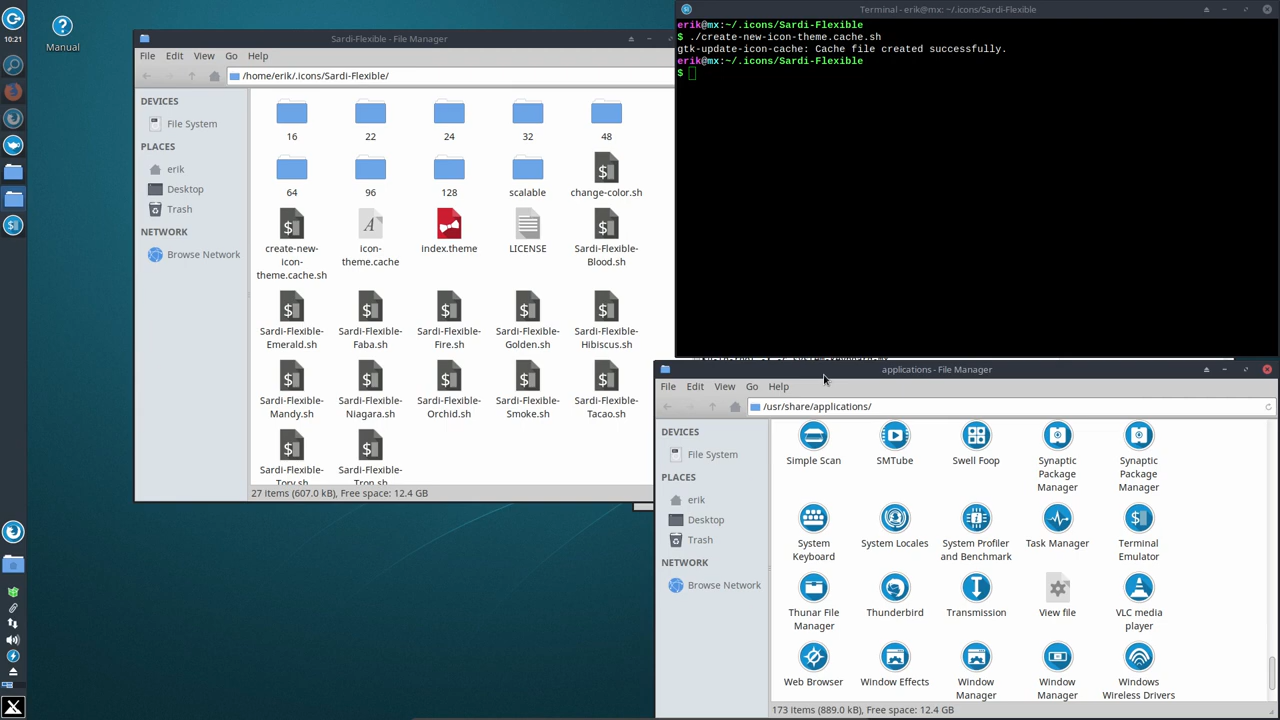 10:21
Manual
Sardi-Flexible - File Manager
File Edit View Go Help
/home/erik/.icons/Sardi-Flexible/
DEVICES
File System
PLACES
erik
Desktop
Trash
NETWORK
Browse Network
16 22 24 32 48
64 96 128 scalable change-color.sh
create-new-
icon-
theme.cache.sh
icon-
theme.cache
index.theme
LICENSE
Sardi-Flexible-
Blood.sh
Sardi-Flexible-
Emerald.sh
Sardi-Flexible-
Faba.sh
Sardi-Flexible-
Fire.sh
Sardi-Flexible-
Golden.sh
Sardi-Flexible-
Hibiscus.sh
Sardi-Flexible-
Mandy.sh
Sardi-Flexible-
Niagara.sh
Sardi-Flexible-
Orchid.sh
Sardi-Flexible-
Smoke.sh
Sardi-Flexible-
Tacao.sh
Sardi-Flexible-
Tory.sh
Sardi-Flexible-
Tron.sh
27 items (607.0 kB), Free space: 12.4 GB
Terminal - erik@mx: ~/.icons/Sardi-Flexible
erik@mx:~/.icons/Sardi-Flexible
$ ./create-new-icon-theme.cache.sh
gtk-update-icon-cache: Cache file created successfully.
erik@mx:~/.icons/Sardi-Flexible
$
applications - File Manager
File Edit View Go Help
/usr/share/applications/
DEVICES
File System
PLACES
erik
Desktop
Trash
NETWORK
Browse Network
Simple Scan
SMTube
Swell Foop
Synaptic
Package
Manager
Synaptic
Package
Manager
System
Keyboard
System Locales
System Profiler
and Benchmark
Task Manager
Terminal
Emulator
Thunar File
Manager
Thunderbird
Transmission
View file
VLC media
player
Web Browser
Window Effects
Window
Manager
Window
Manager
Windows
Wireless Drivers
173 items (889.0 kB), Free space: 12.4 GB